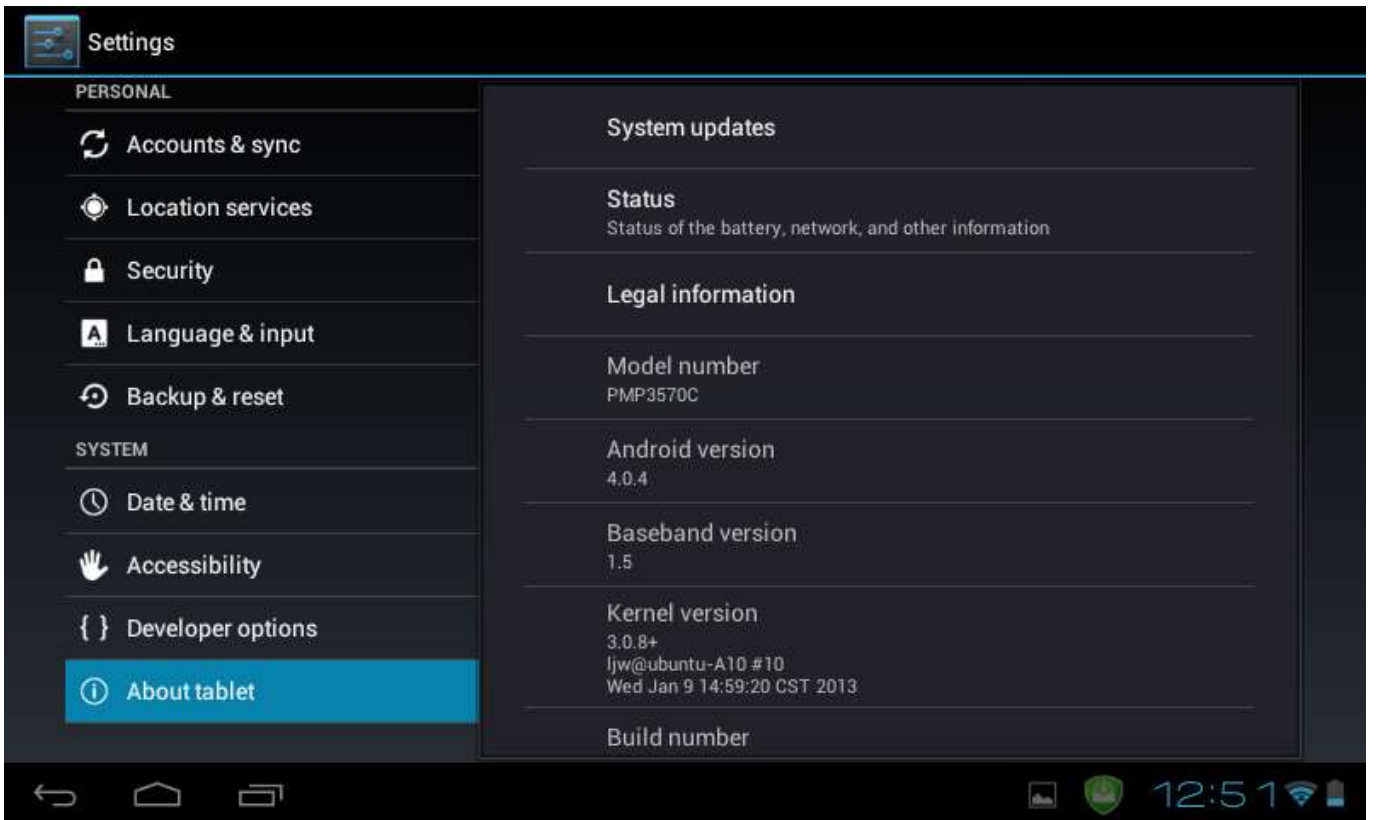 Settings
PERSONAL
Accounts & sync
Location services
Security
Language & input
Backup & reset
SYSTEM
Date & time
Accessibility
{ } Developer options
About tablet
System updates
Status
Status of the battery, network, and other information
Legal information
Model number
PMP3570C
Android version
4.0.4
Baseband version
1.5
Kernel version
3.0.8+
ljw@ubuntu-A10 #10
Wed Jan 9 14:59:20 CST 2013
Build number
12:51